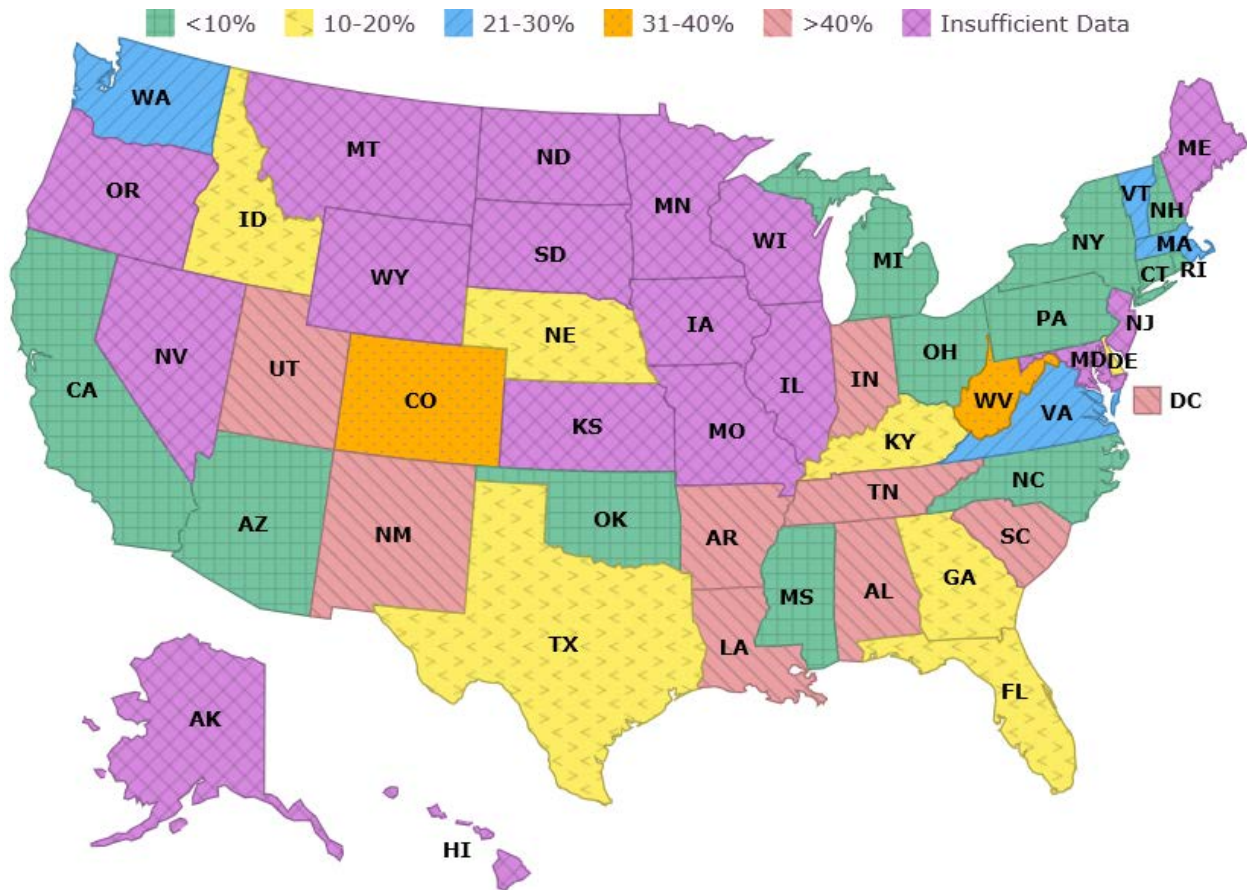 <10% 10-20% 21-30% 31-40% >40% Insufficient Data
WA
MT
ND
ME
OR
MN
VT
ID
NH
WI
NY
SD
MA
MI
WY
CT
RI
IA
PA
NJ
NE
NV
OH
MD
DE
UT
IN
IL
CA
CO
WV
DC
VA
KS
MO
KY
NC
TN
AZ
OK
NM
AR
SC
GA
MS
AL
TX
LA
FL
AK
HI